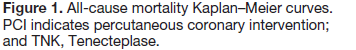 Figure 1. All-cause mortality Kaplan–Meier curves.
PCI indicates percutaneous coronary intervention;
and TNK, Tenecteplase.